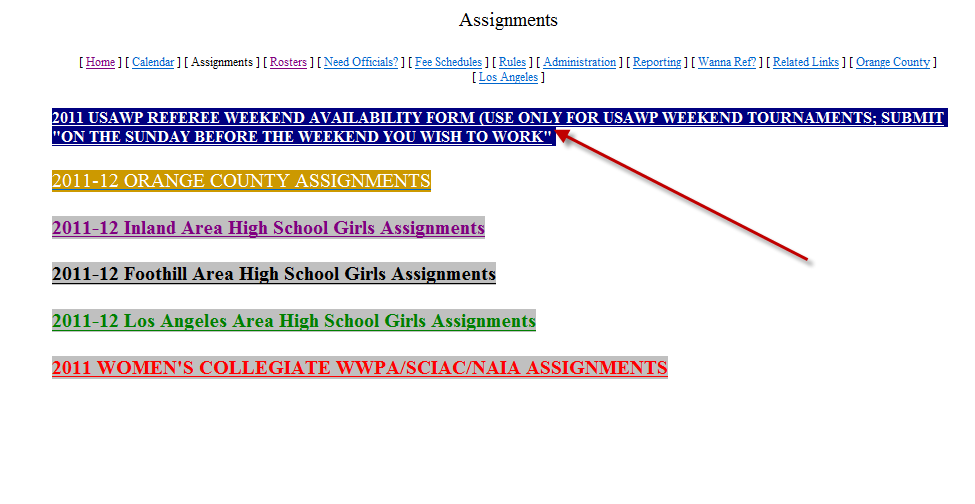 Assignments
[ Home ] [ Calendar ] [ Assignments ] [ Rosters ] [ Need Officials? ] [ Fee Schedules ] [ Rules ] [ Administration ] [ Reporting ] [ Wanna Ref? ] [ Related Links ] [ Orange County ]
[ Los Angeles ]
2011 USAWP REFEREE WEEKEND AVAILABILITY FORM (USE ONLY FOR USAWP WEEKEND TOURNAMENTS; SUBMIT
"ON THE SUNDAY BEFORE THE WEEKEND YOU WISH TO WORK"
2011-12 ORANGE COUNTY ASSIGNMENTS
2011-12 Inland Area High School Girls Assignments
2011-12 Foothill Area High School Girls Assignments
2011-12 Los Angeles Area High School Girls Assignments
2011 WOMEN'S COLLEGIATE WWPA/SCIAC/NAIA ASSIGNMENTS